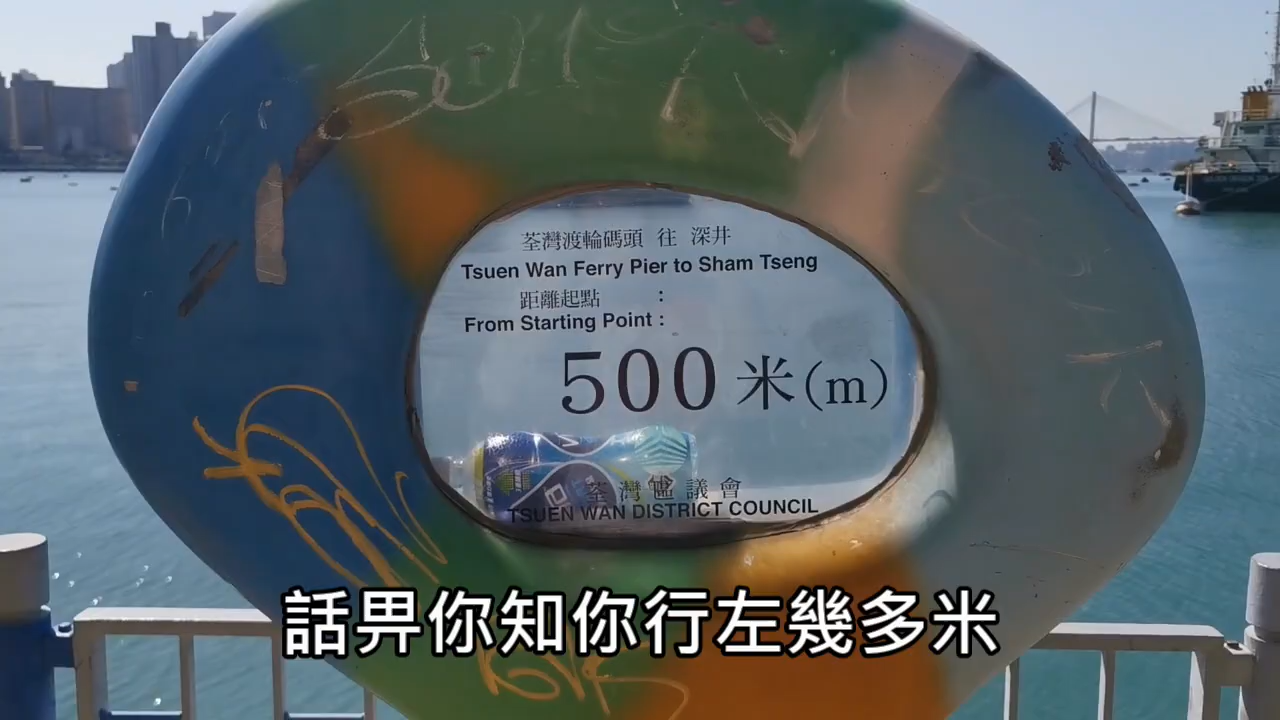 荃灣渡輪碼頭 往 深井
Tsuen Wan Ferry Pier to Sham Tseng
距離起點 :
From Starting Point :
500 米(m)
荃灣區議會
TSUEN WAN DISTRICT COUNCIL
話畀你知你行左幾多米